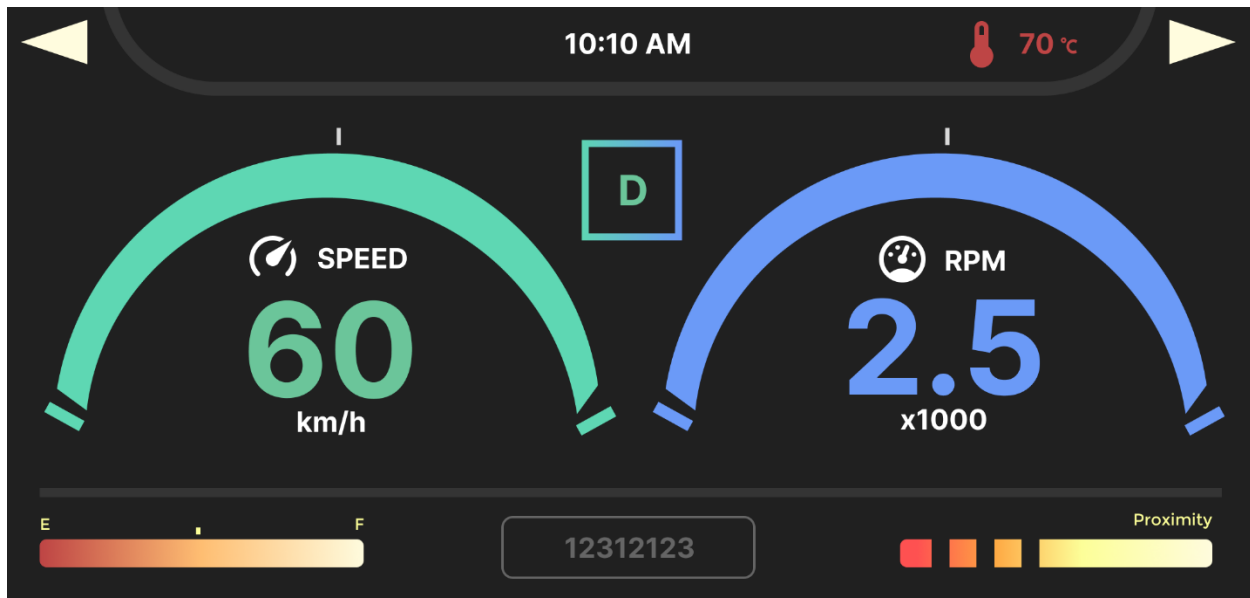 10:10 AM
70 °C
D
SPEED
60
km/h
RPM
2.5
x1000
E
F
12312123
Proximity